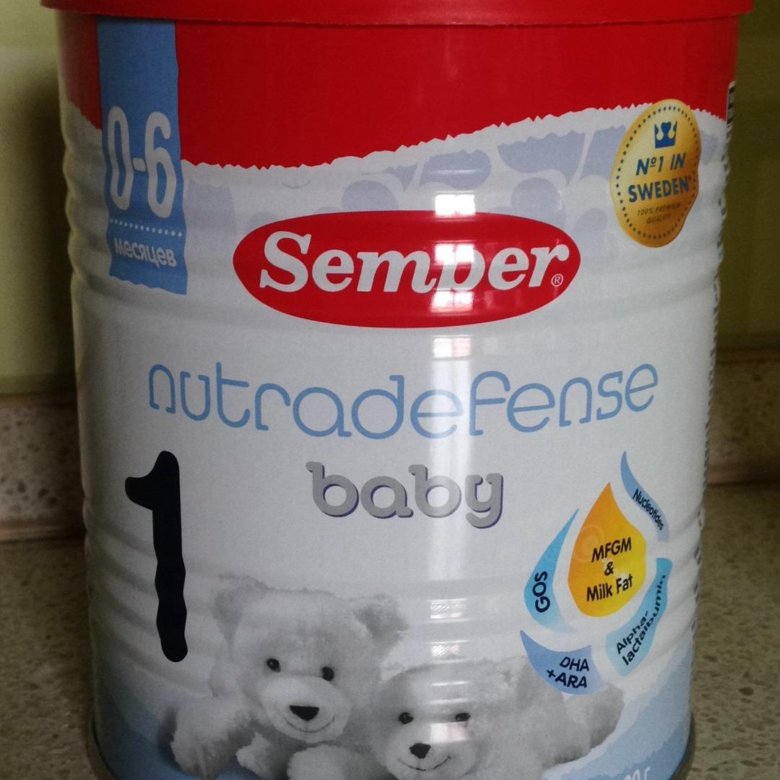 0-6
месяцев
Nº1 IN
SWEDEN
100% PREMIUM
QUALITY
Semper®
nutradefense
baby
1
Nucleotides
MFGM
&
Milk Fat
GOS
Alpha-
lactalbumin
DHA
+ARA